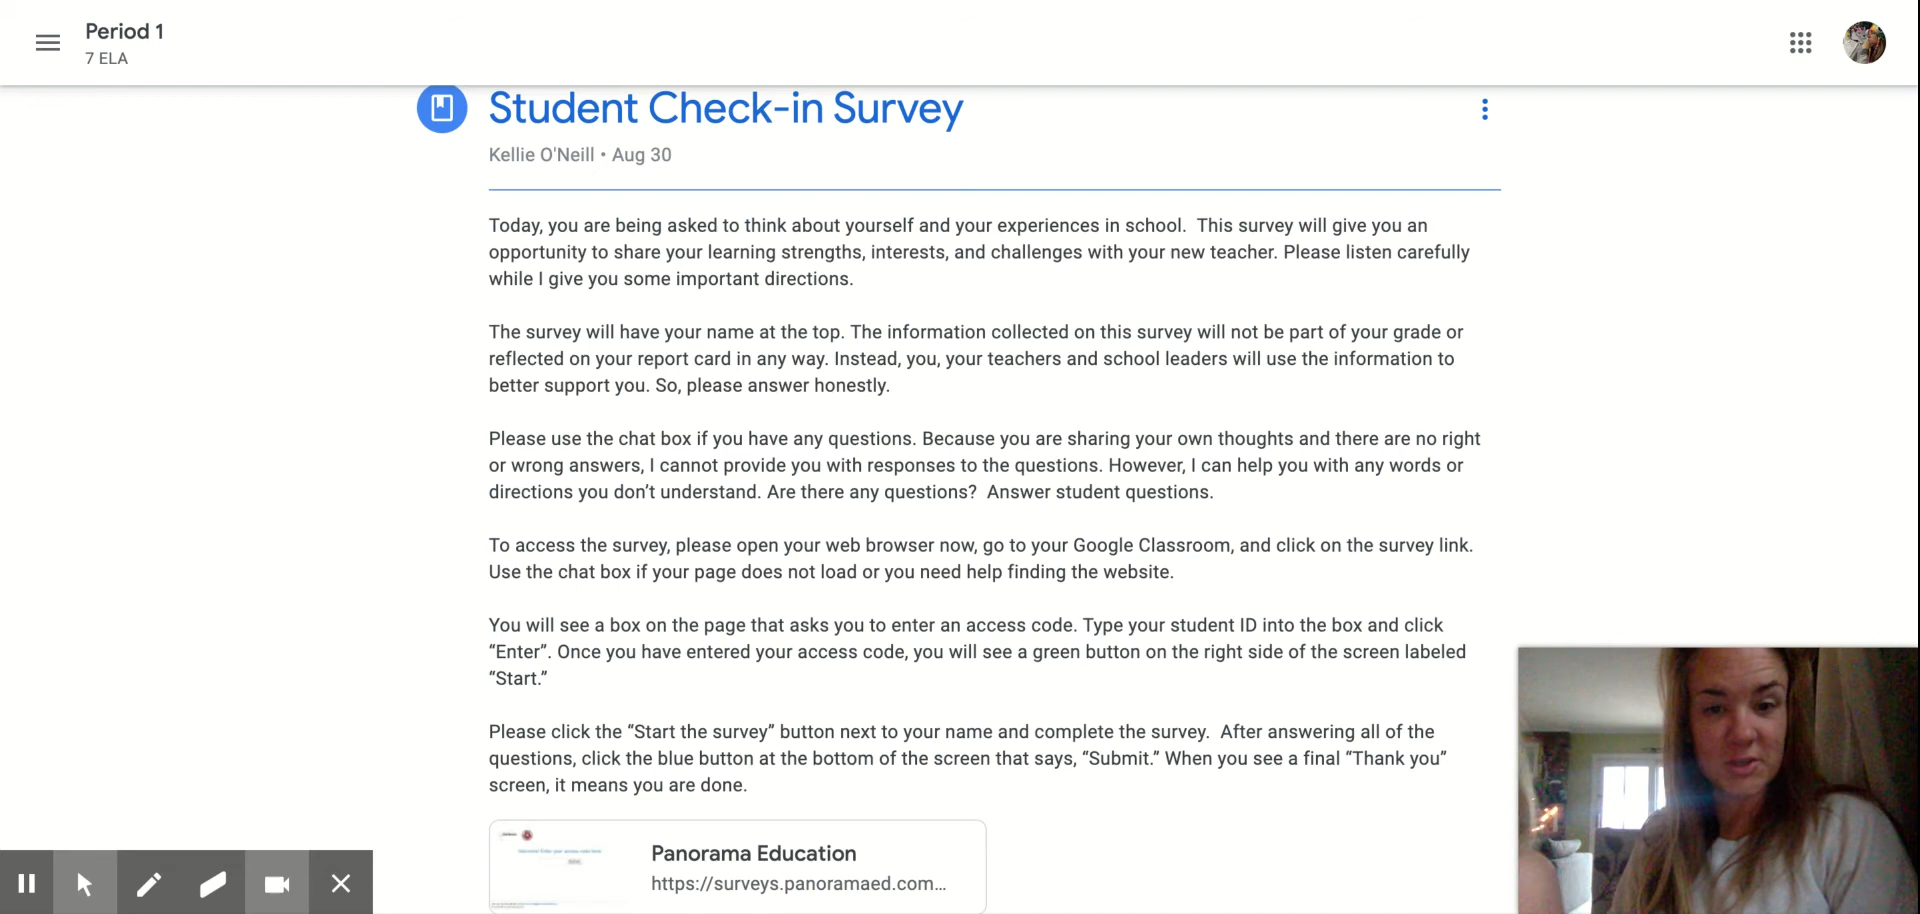 Period 1
7 ELA
Student Check-in Survey
Kellie O'Neill • Aug 30
Today, you are being asked to think about yourself and your experiences in school.  This survey will give you an
opportunity to share your learning strengths, interests, and challenges with your new teacher. Please listen carefully
while I give you some important directions.
The survey will have your name at the top. The information collected on this survey will not be part of your grade or
reflected on your report card in any way. Instead, you, your teachers and school leaders will use the information to
better support you. So, please answer honestly.
Please use the chat box if you have any questions. Because you are sharing your own thoughts and there are no right
or wrong answers, I cannot provide you with responses to the questions. However, I can help you with any words or
directions you don’t understand. Are there any questions?  Answer student questions.
To access the survey, please open your web browser now, go to your Google Classroom, and click on the survey link.
Use the chat box if your page does not load or you need help finding the website.
You will see a box on the page that asks you to enter an access code. Type your student ID into the box and click
“Enter”. Once you have entered your access code, you will see a green button on the right side of the screen labeled
“Start.”
Please click the “Start the survey” button next to your name and complete the survey.  After answering all of the
questions, click the blue button at the bottom of the screen that says, “Submit.” When you see a final “Thank you”
screen, it means you are done.
Panorama Education
https://surveys.panoramaed.com...